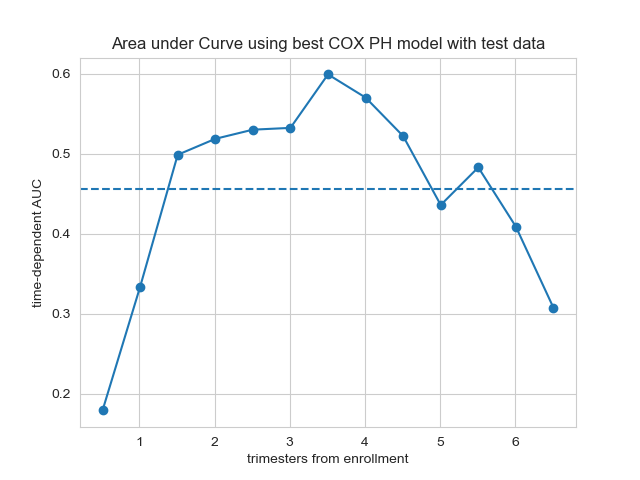 Area under Curve using best COX PH model with test data
time-dependent AUC
0.6
0.5
0.4
0.3
0.2
1 2 3 4 5 6
trimesters from enrollment